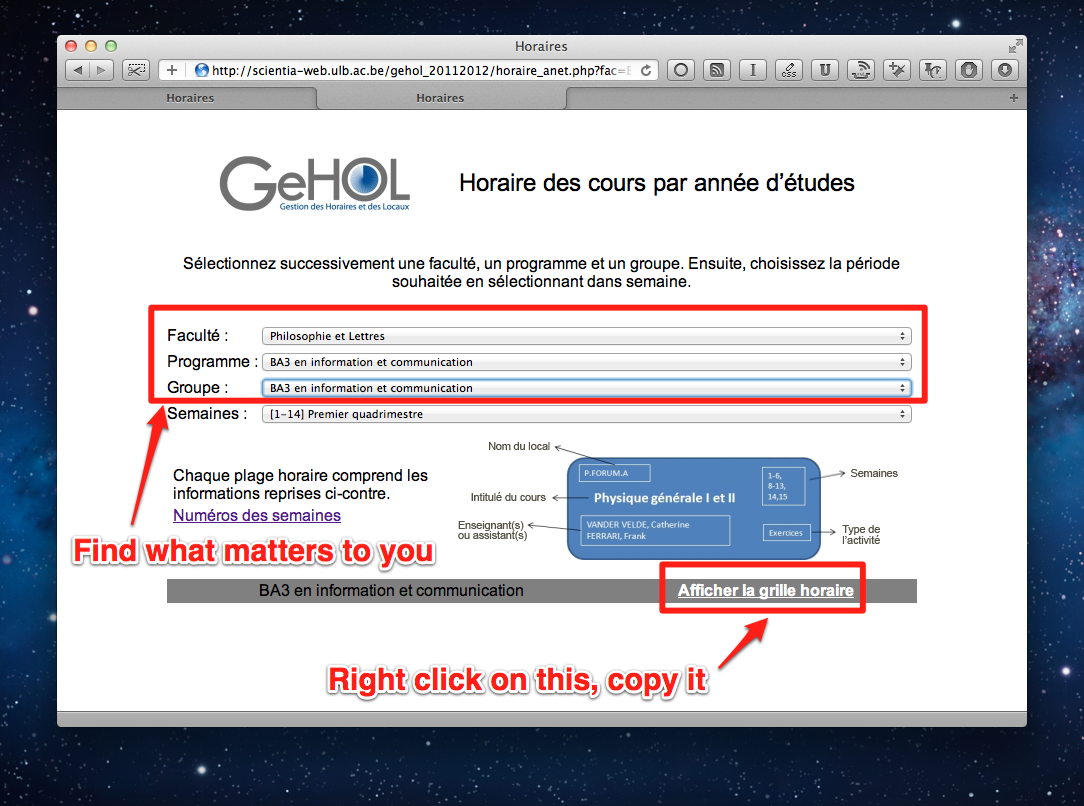 Horaires
http://scientia-web.ulb.ac.be/gehol_20112012/horaire_anet.php?fac=
Horaires
Horaires
GeHOL
Gestion des Horaires et des Locaux
Horaire des cours par année d'études
Sélectionnez successivement une faculté, un programme et un groupe. Ensuite, choisissez la période
souhaitée en sélectionnant dans semaine.
Faculté : Philosophie et Lettres
Programme : BA3 en information et communication
Groupe : BA3 en information et communication
Semaines : [1-14] Premier quadrimestre
Chaque plage horaire comprend les
informations reprises ci-contre.
Numéros des semaines
Nom du local
Intitulé du cours
Enseignant(s)
ou assistant(s)
P.FORUM.A
Physique générale I et II
VANDER VELDE, Catherine
FERRARI, Frank
1-6,
8-13,
14,15
Exercices
Semaines
Type de
l'activité
Find what matters to you
BA3 en information et communication
Afficher la grille horaire
Right click on this, copy it